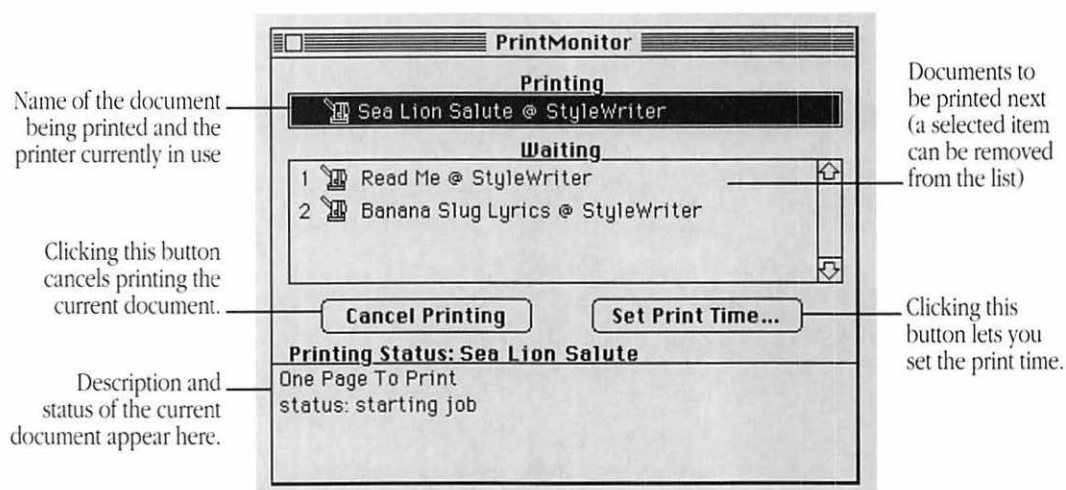 PrintMonitor
Printing
Sea Lion Salute @ StyleWriter
Waiting
1 Read Me @ StyleWriter
2 Banana Slug Lyrics @ StyleWriter
Cancel Printing
Set Print Time...
Printing Status: Sea Lion Salute
One Page To Print
status: starting job
Name of the document
being printed and the
printer currently in use
Clicking this button
cancels printing the
current document.
Description and
status of the current
document appear here.
Documents to
be printed next
(a selected item
can be removed
from the list)
Clicking this
button lets you
set the print time.